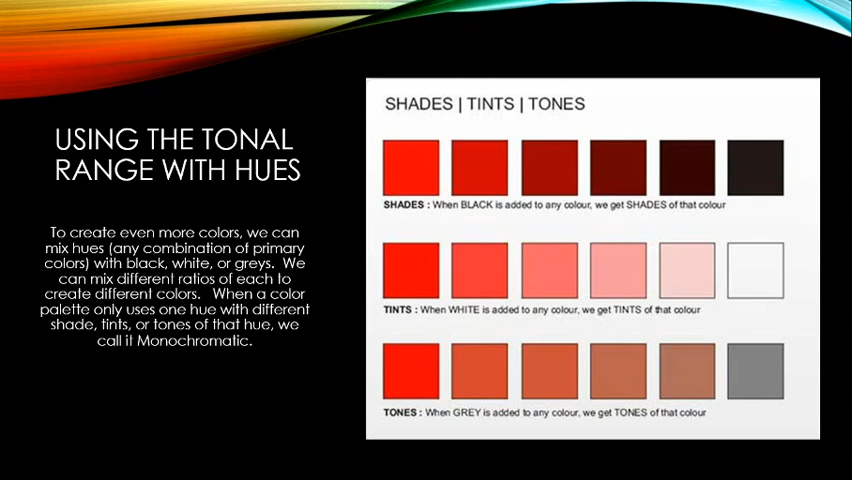 USING THE TONAL
RANGE WITH HUES
To create even more colors, we can
mix hues (any combination of primary
colors) with black, white, or greys.  We
can mix different ratios of each to
create different colors.   When a color
palette only uses one hue with different
shade, tints, or tones of that hue, we
call it Monochromatic.
SHADES | TINTS | TONES
SHADES : When BLACK is added to any colour, we get SHADES of that colour
TINTS : When WHITE is added to any colour, we get TINTS of that colour
TONES : When GREY is added to any colour, we get TONES of that colour